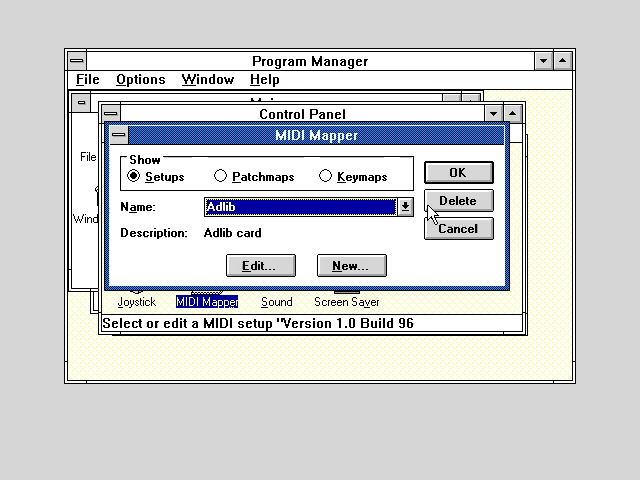 Program Manager
File Options Window Help
Control Panel
MIDI Mapper
File
Show
Setups Patchmaps Keymaps
OK
Name: Adlib
Delete
Wind
Description: Adlib card
Cancel
Edit... New...
Joystick MIDI Mapper Sound Screen Saver
Select or edit a MIDI setup "Version 1.0 Build 96